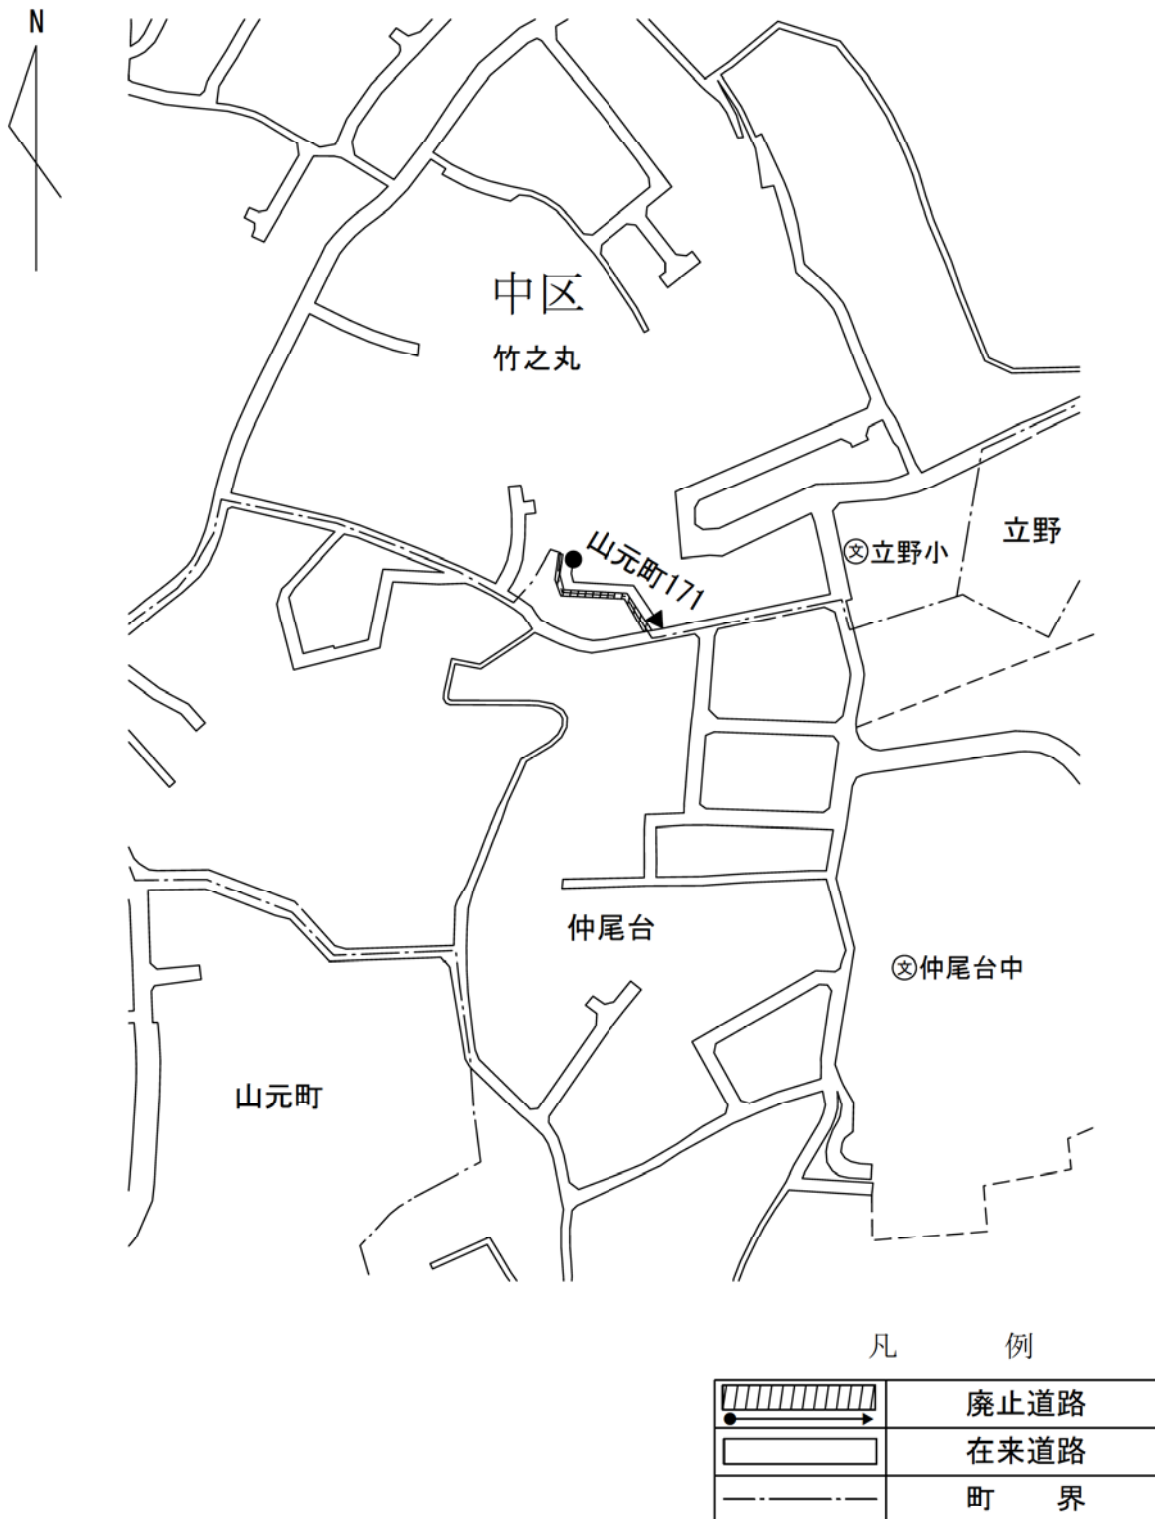 N
中区
竹之丸
山元町171
立野
文立野小
仲尾台
文仲尾台中
山元町
凡 例
廃止道路
在来道路
町 界